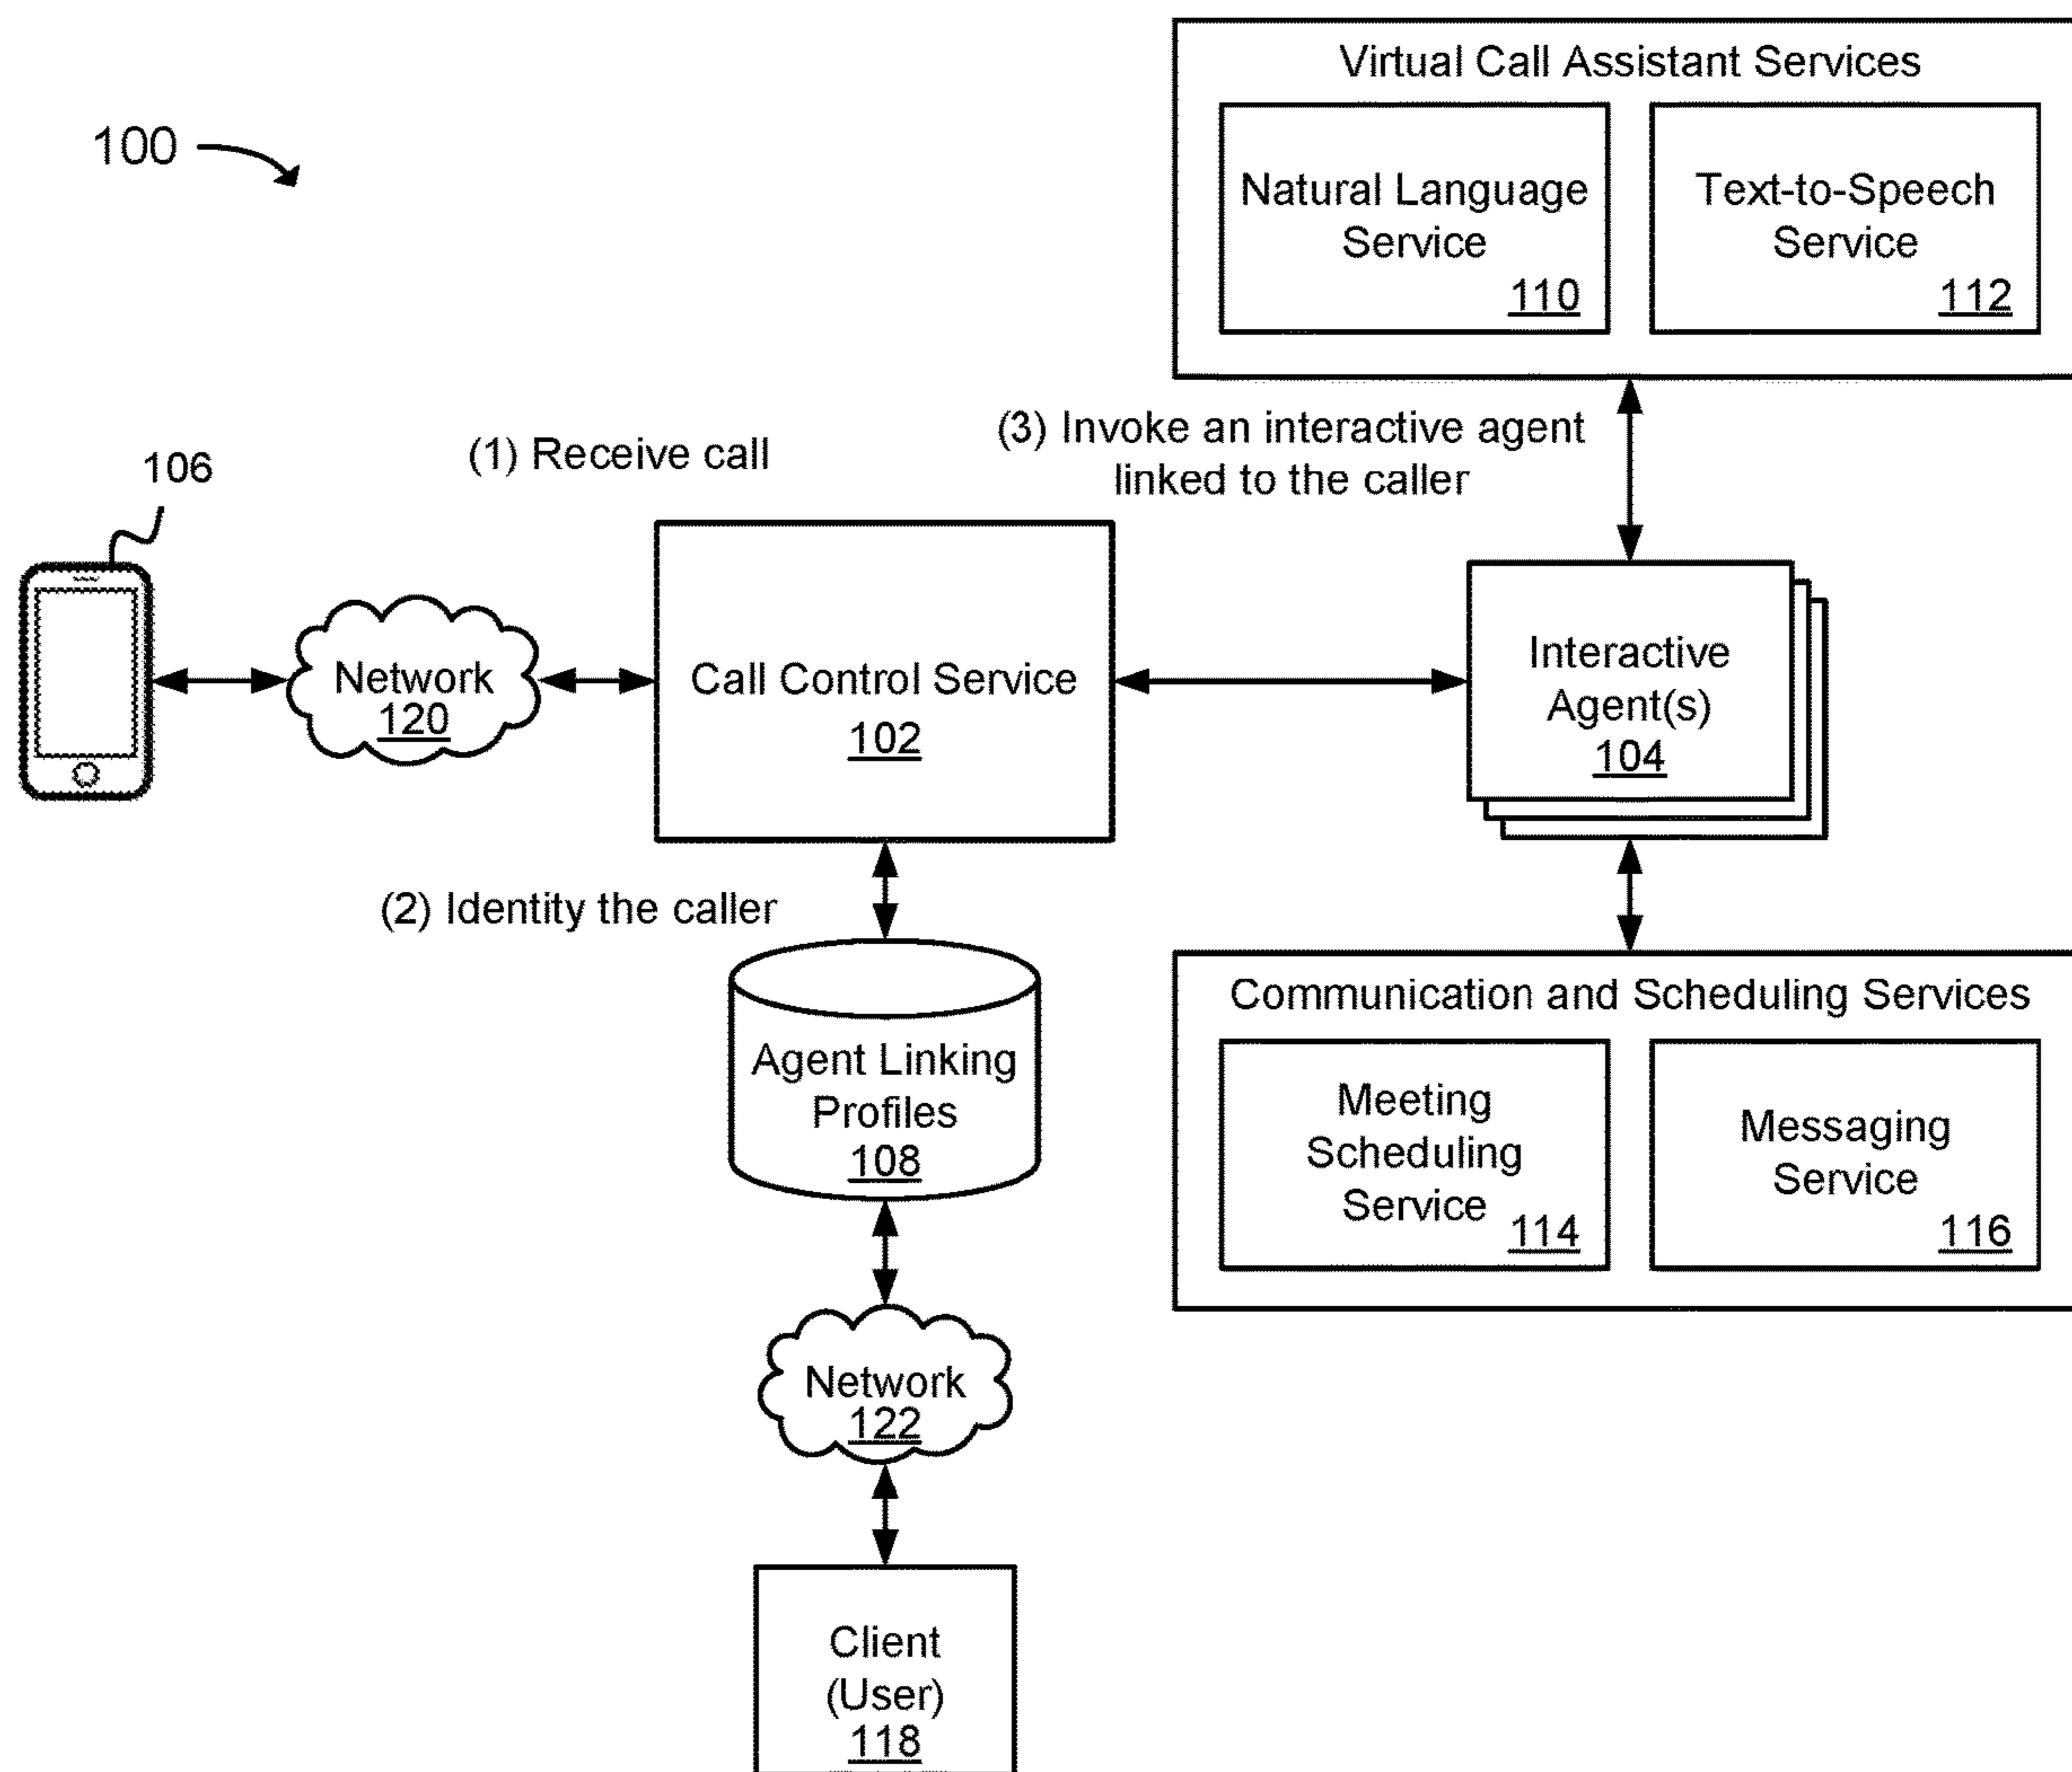 100
Virtual Call Assistant Services
Natural Language
Service
110
Text-to-Speech
Service
112
(1) Receive call
(3) Invoke an interactive agent
linked to the caller
106
Network
120
Call Control Service
102
Interactive
Agent(s)
104
(2) Identity the caller
Agent Linking
Profiles
108
Communication and Scheduling Services
Meeting
Scheduling
Service
114
Messaging
Service
116
Network
122
Client
(User)
118